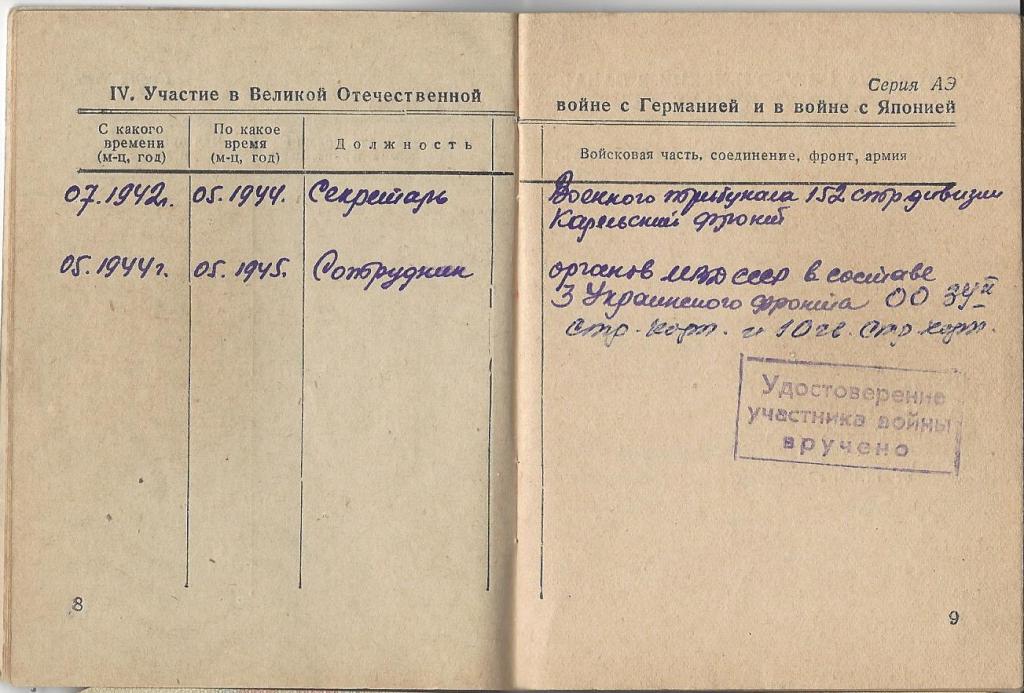 IV. Участие в Великой Отечественной
С какого времени (м-ц, год)
По какое время (м-ц, год)
Должность
07.1942г. 05.1944. Секретарь
05.1944г. 05.1945. Сотрудник
8
Серия АЭ
войне с Германией и в войне с Японией
Войсковая часть, соединение, фронт, армия
Военного трибунала 152 стр дивизии
Карельский фронт
органов МВД СССР в составе
3 Украинского фронта ОО 34
стр. корп. и 10 гв. стр корп.
Удостоверение
участника войны
вручено
9